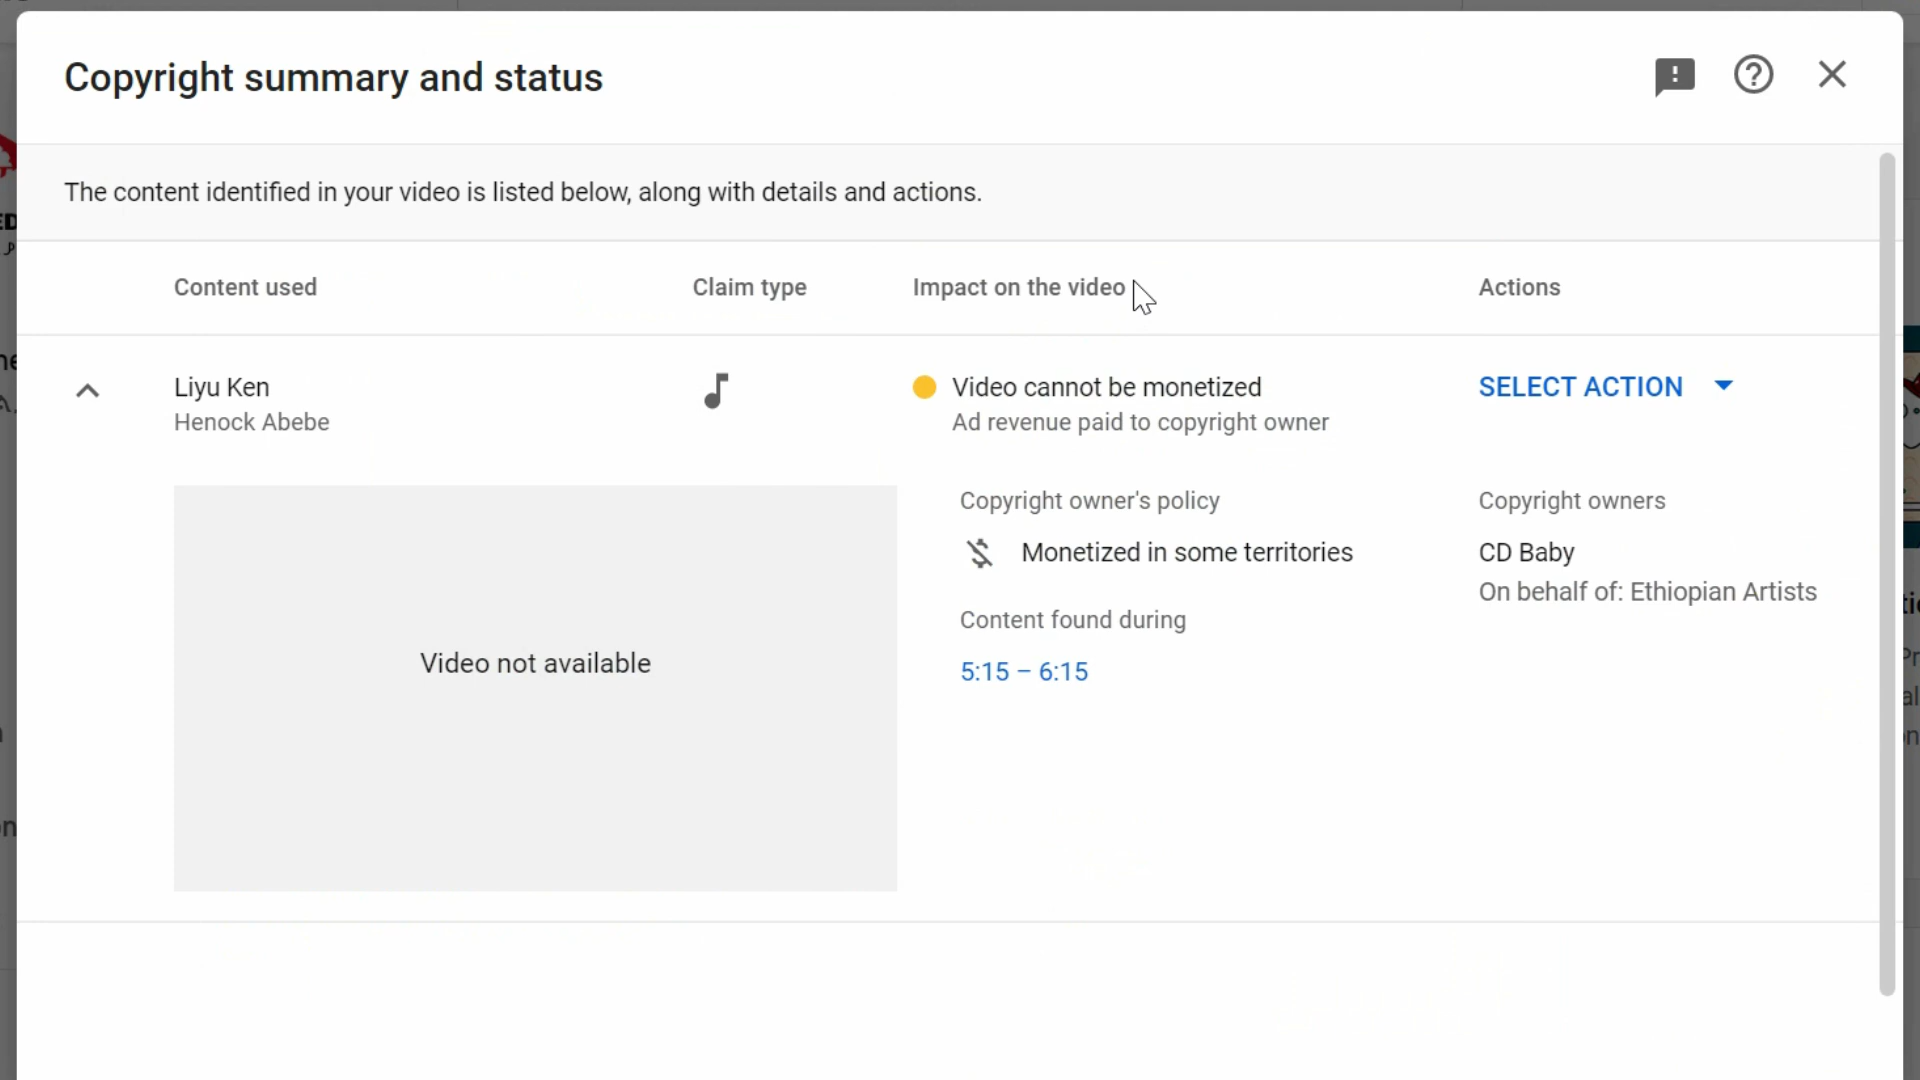 Copyright summary and status
The content identified in your video is listed below, along with details and actions.
Content used
Claim type
Impact on the video
Actions
Liyu Ken
Henock Abebe
Video cannot be monetized
Ad revenue paid to copyright owner
SELECT ACTION
Video not available
Copyright owner's policy
Monetized in some territories
Content found during
5:15 – 6:15
Copyright owners
CD Baby
On behalf of: Ethiopian Artists